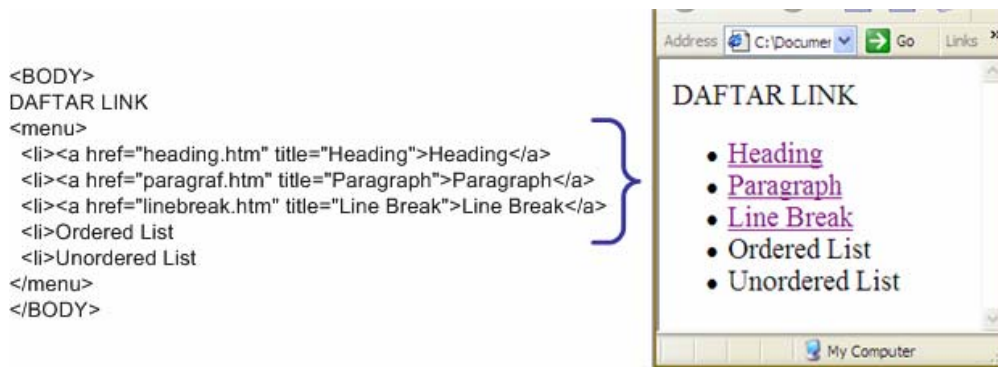 <BODY>
DAFTAR LINK
<menu>
<li><a href="heading.htm" title="Heading">Heading</a>
<li><a href="paragraf.htm" title="Paragraph">Paragraph</a>
<li><a href="linebreak.htm" title="Line Break">Line Break</a>
<li>Ordered List
<li>Unordered List
</menu>
</BODY>
Address C:\Documer Go Links »
DAFTAR LINK
• Heading
• Paragraph
• Line Break
• Ordered List
• Unordered List
My Computer